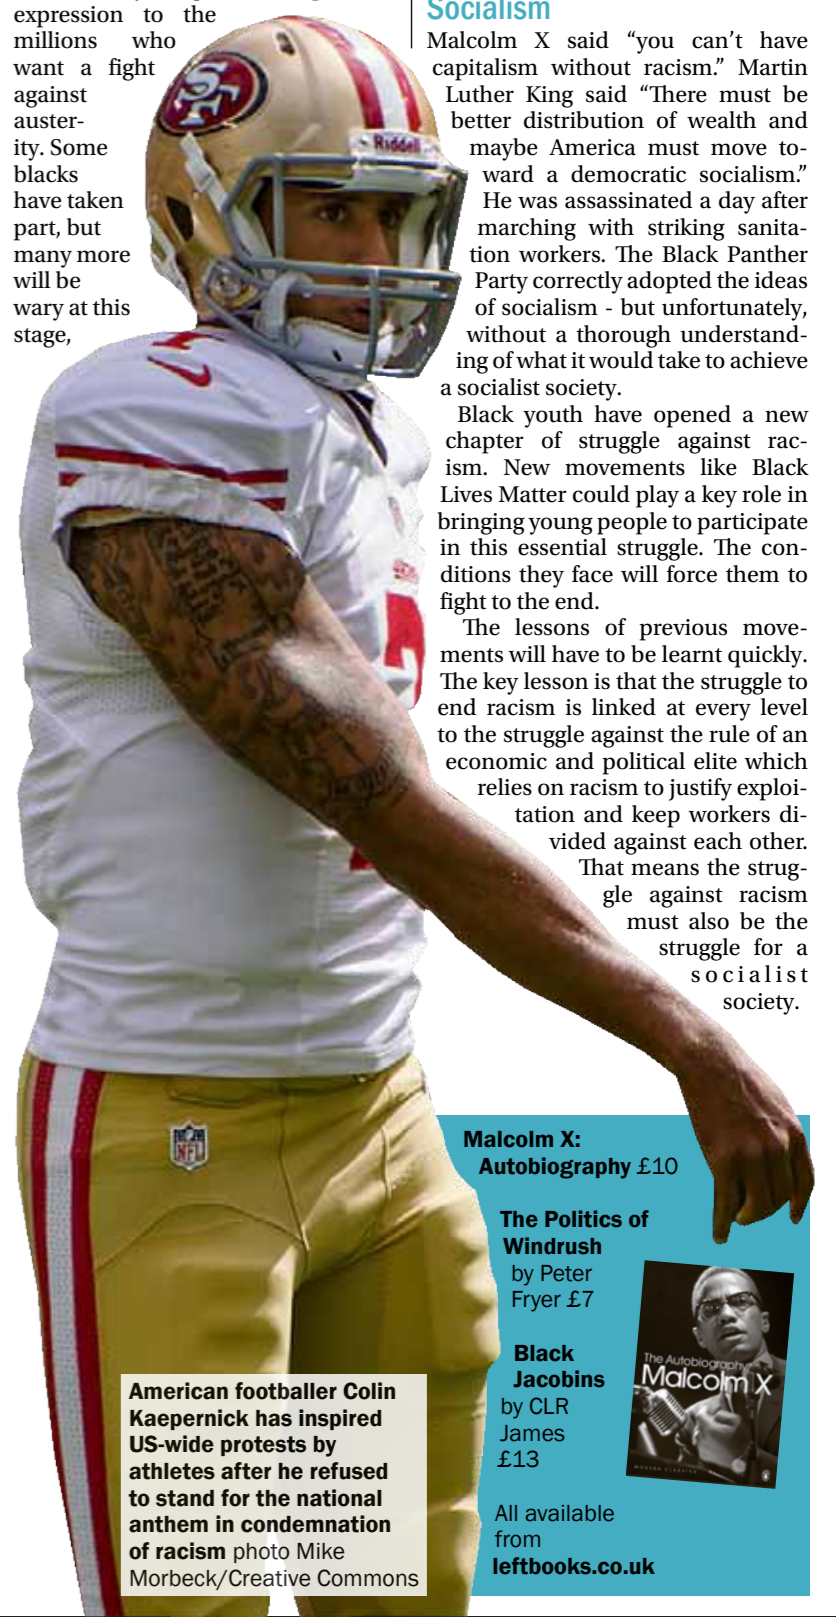 expression to the
millions who
want a fight
against
auster-
ity. Some
blacks
have taken
part, but
many more
will be
wary at this
stage,
Socialism
Malcolm X said “you can’t have
capitalism without racism.” Martin
Luther King said “There must be
better distribution of wealth and
maybe America must move to-
ward a democratic socialism.”
He was assassinated a day after
marching with striking sanita-
tion workers. The Black Panther
Party correctly adopted the ideas
of socialism - but unfortunately,
without a thorough understand-
ing of what it would take to achieve
a socialist society.
Black youth have opened a new
chapter of struggle against rac-
ism. New movements like Black
Lives Matter could play a key role in
bringing young people to participate
in this essential struggle. The con-
ditions they face will force them to
fight to the end.
The lessons of previous move-
ments will have to be learnt quickly.
The key lesson is that the struggle to
end racism is linked at every level
to the struggle against the rule of an
economic and political elite which
relies on racism to justify exploi-
tation and keep workers di-
vided against each other.
That means the strug-
gle against racism
must also be the
struggle for a
socialist
society.
SF
Riddell
7
NFL
American footballer Colin
Kaepernick has inspired
US-wide protests by
athletes after he refused
to stand for the national
anthem in condemnation
of racism photo Mike
Morbeck/Creative Commons
Malcolm X:
Autobiography £10
The Politics of
Windrush
by Peter
Fryer £7
Black
Jacobins
by CLR
James
£13
All available
from
leftbooks.co.uk
The Autobiography of
Malcolm X
MODERN CLASSICS